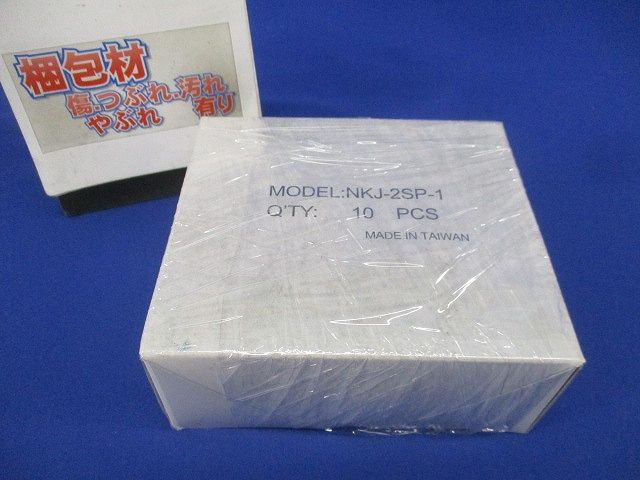 梱包材
傷、つぶれ、汚れ
やぶれ 有り
MODEL:NKJ-2SP-1
Q'TY: 10 PCS
MADE IN TAIWAN